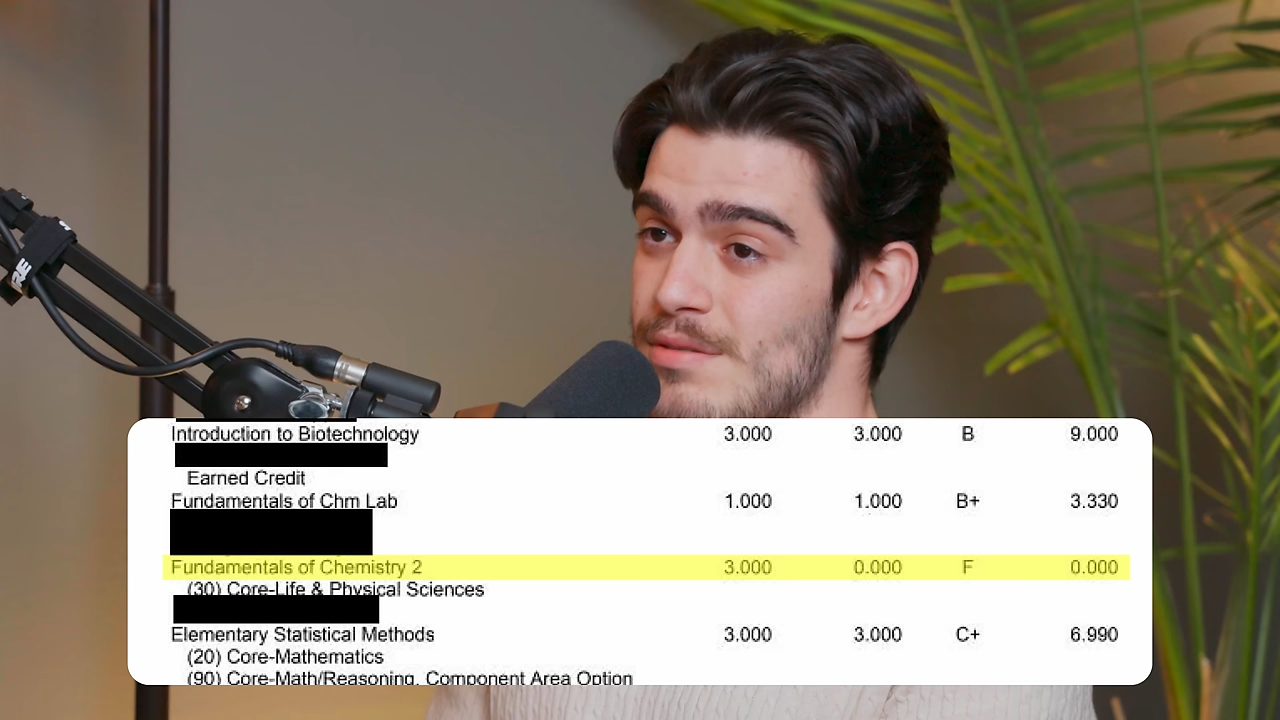 RE
Introduction to Biotechnology 3.000 3.000 B 9.000
Earned Credit
Fundamentals of Chm Lab 1.000 1.000 B+ 3.330
Fundamentals of Chemistry 2 3.000 0.000 F 0.000
(30) Core-Life & Physical Sciences
Elementary Statistical Methods 3.000 3.000 C+ 6.990
(20) Core-Mathematics
(90) Core-Math/Reasoning, Component Area Option